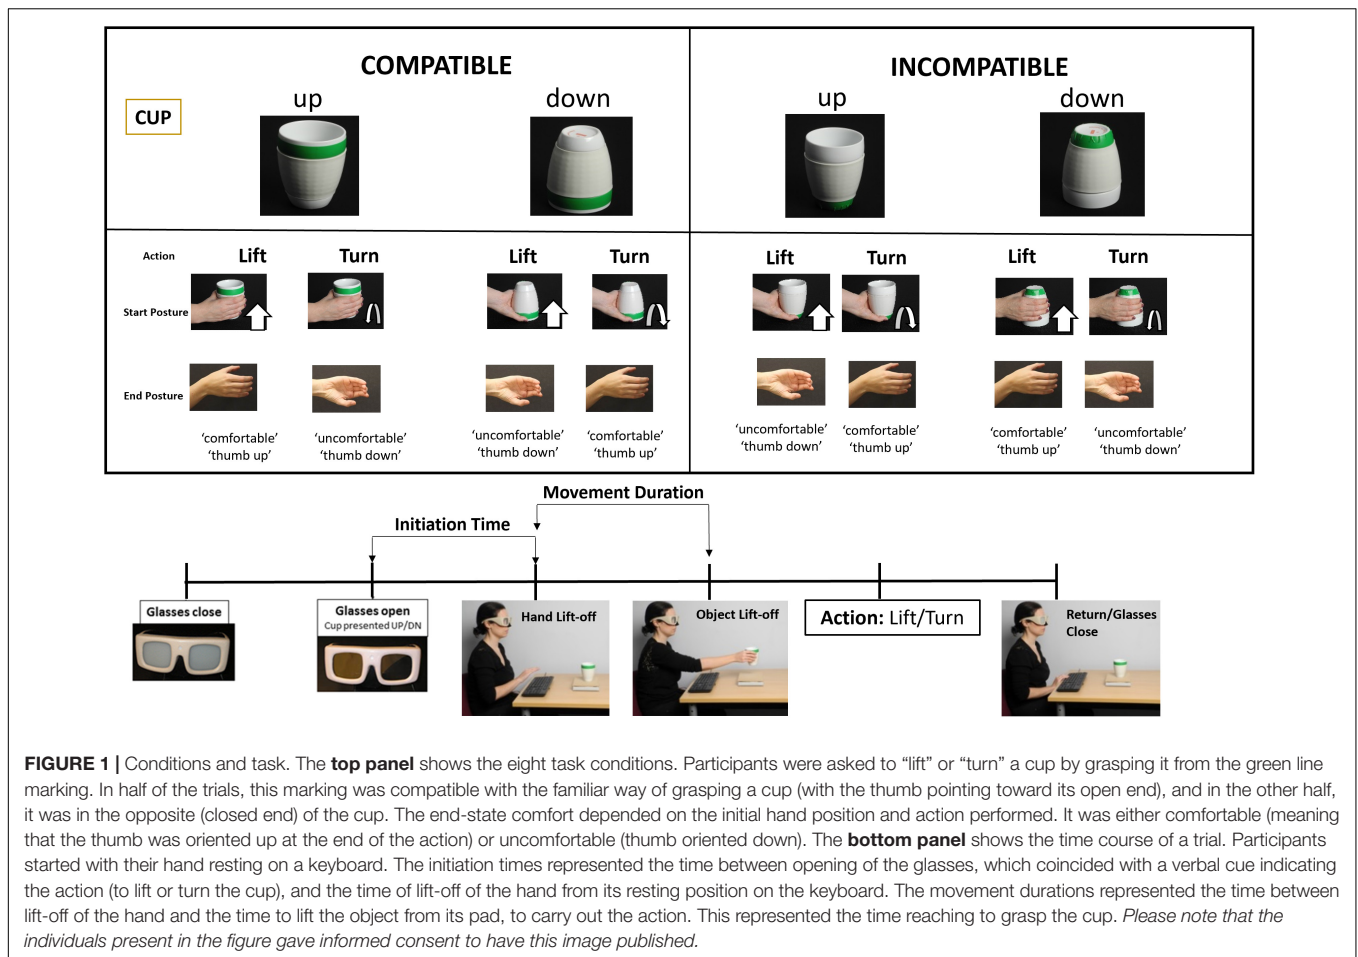 COMPATIBLE
INCOMPATIBLE
up
down
up
down
CUP
Action
Lift
Turn
Lift
Turn
Lift
Turn
Lift
Turn
Start Posture
End Posture
'comfortable'
'thumb up'
'uncomfortable'
'thumb down'
'uncomfortable'
'thumb down'
'comfortable'
'thumb up'
'uncomfortable'
'thumb down'
'comfortable'
'thumb up'
'comfortable'
'thumb up'
'uncomfortable'
'thumb down'
Movement Duration
Initiation Time
Glasses close
Glasses open
Cup presented UP/DN
Hand Lift-off
Object Lift-off
Action: Lift/Turn
Return/Glasses
Close
FIGURE 1 | Conditions and task. The top panel shows the eight task conditions. Participants were asked to “lift” or “turn” a cup by grasping it from the green line
marking. In half of the trials, this marking was compatible with the familiar way of grasping a cup (with the thumb pointing toward its open end), and in the other half,
it was in the opposite (closed end) of the cup. The end-state comfort depended on the initial hand position and action performed. It was either comfortable (meaning
that the thumb was oriented up at the end of the action) or uncomfortable (thumb oriented down). The bottom panel shows the time course of a trial. Participants
started with their hand resting on a keyboard. The initiation times represented the time between opening of the glasses, which coincided with a verbal cue indicating
the action (to lift or turn the cup), and the time of lift-off of the hand from its resting position on the keyboard. The movement durations represented the time between
lift-off of the hand and the time to lift the object from its pad, to carry out the action. This represented the time reaching to grasp the cup. Please note that the
individuals present in the figure gave informed consent to have this image published.